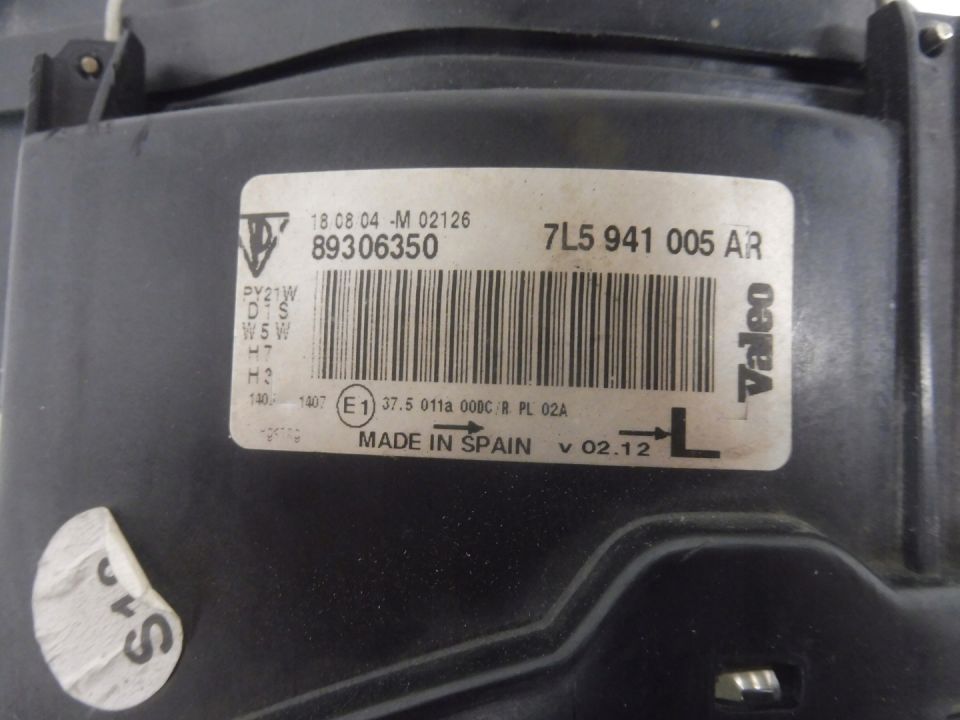 18 08 04 -M 02126
89306350
7L5 941 005 AR
PY21W
D1S
W5W
H7
H3
Valeo
1407
E1
37.5 011a 00DC/R PL 02A
MADE IN SPAIN
v 02.12
L
S